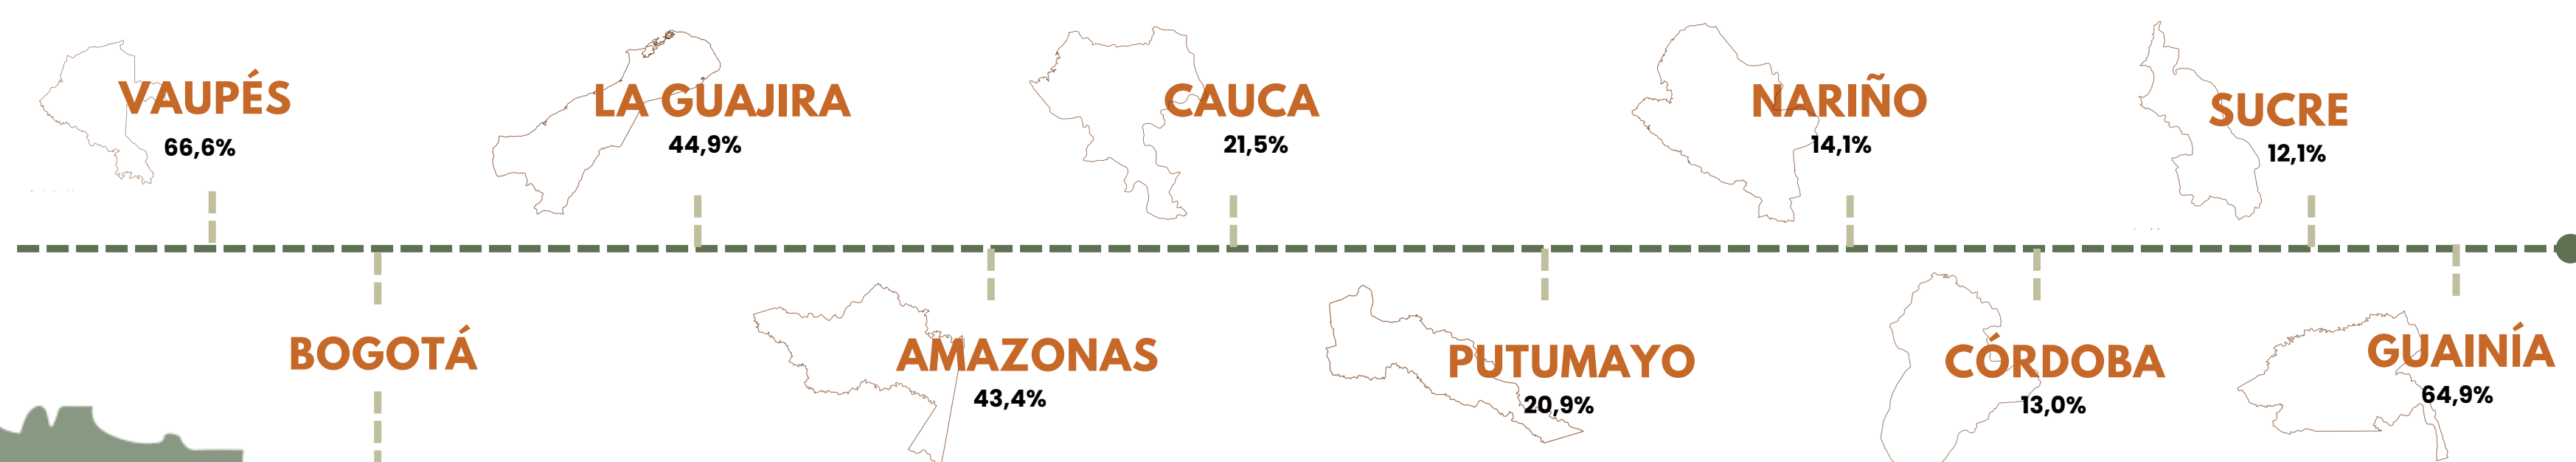 VAUPÉS
66,6%
LA GUAJIRA
44,9%
CAUCA
21,5%
NARIÑO
14,1%
SUCRE
12,1%
BOGOTÁ
AMAZONAS
43,4%
PUTUMAYO
20,9%
CÓRDOBA
13,0%
GUAINÍA
64,9%